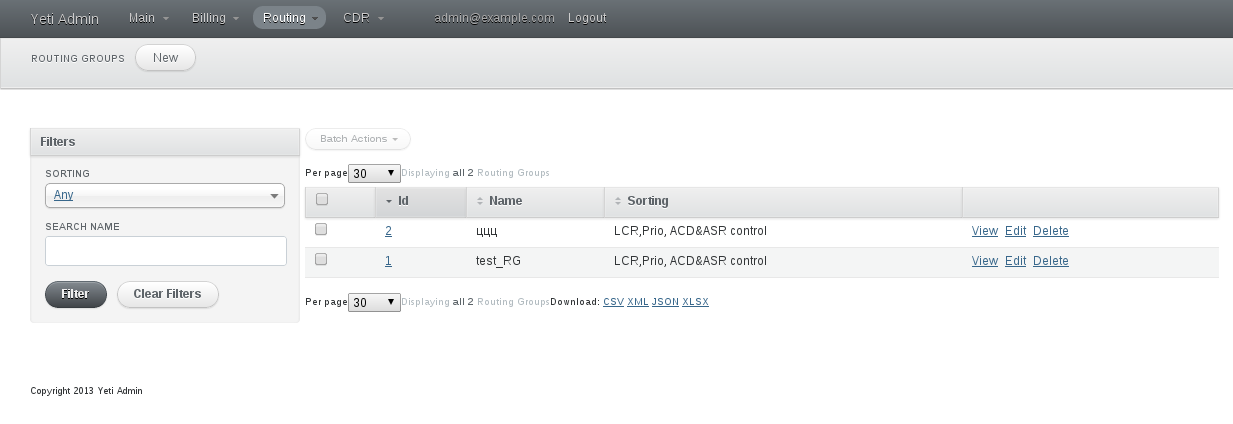 Yeti Admin Main Billing Routing CDR admin@example.com Logout
ROUTING GROUPS New
Filters
SORTING
Any
SEARCH NAME
Filter Clear Filters
Batch Actions
Per page 30 Displaying all 2 Routing Groups
Id Name Sorting
2 ццц LCR,Prio, ACD&ASR control View Edit Delete
1 test_RG LCR,Prio, ACD&ASR control View Edit Delete
Per page 30 Displaying all 2 Routing Groups Download: CSV XML JSON XLSX
Copyright 2013 Yeti Admin